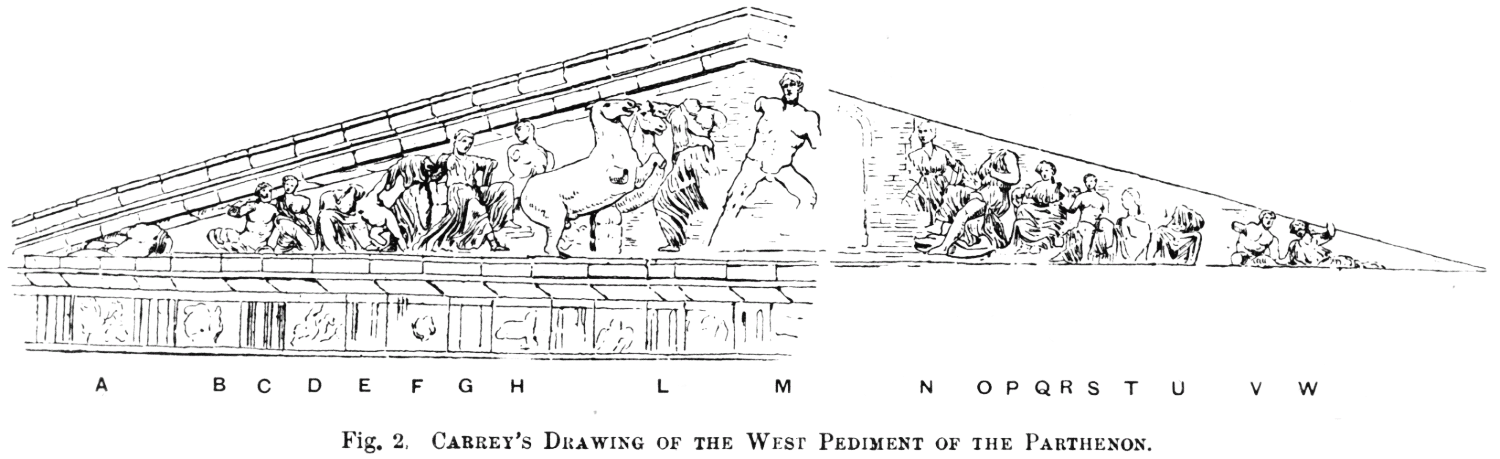 A B C D E F G H L M N O P Q R S T U V W
Fig. 2. CARREY'S DRAWING OF THE WEST PEDIMENT OF THE PARTHENON.